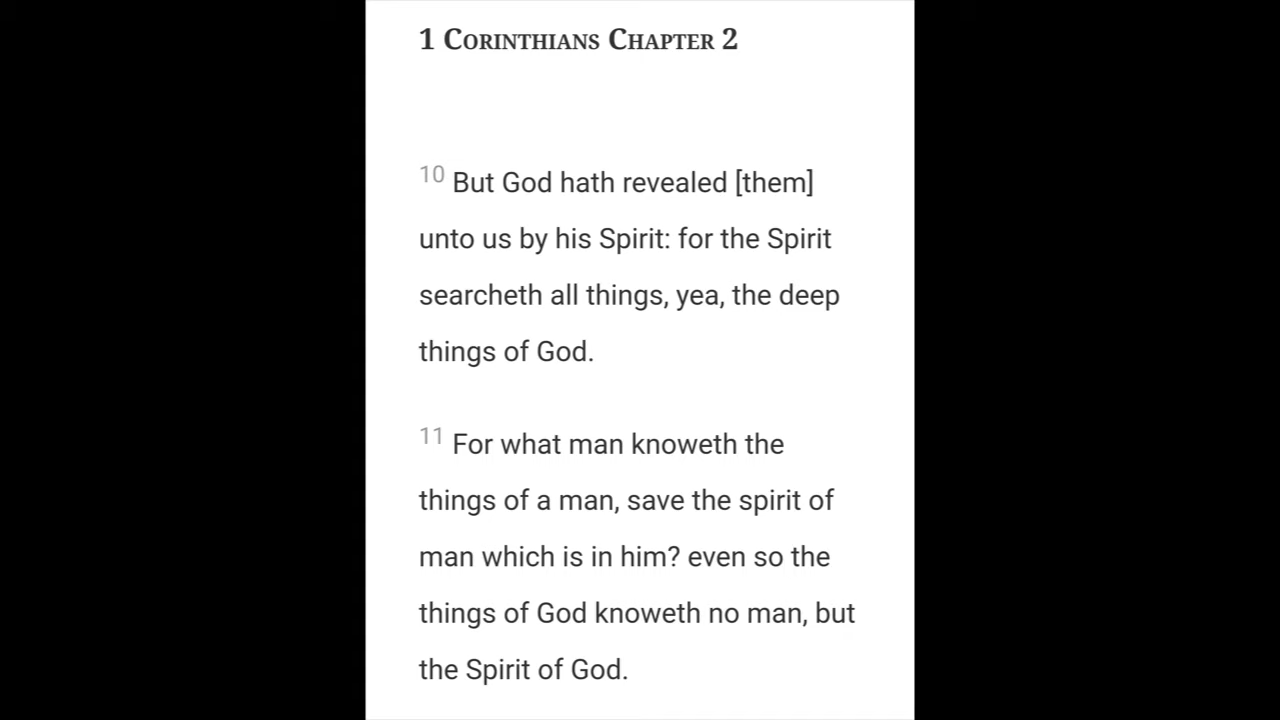 1 Corinthians Chapter 2
10 But God hath revealed [them]
unto us by his Spirit: for the Spirit
searcheth all things, yea, the deep
things of God.
11 For what man knoweth the
things of a man, save the spirit of
man which is in him? even so the
things of God knoweth no man, but
the Spirit of God.